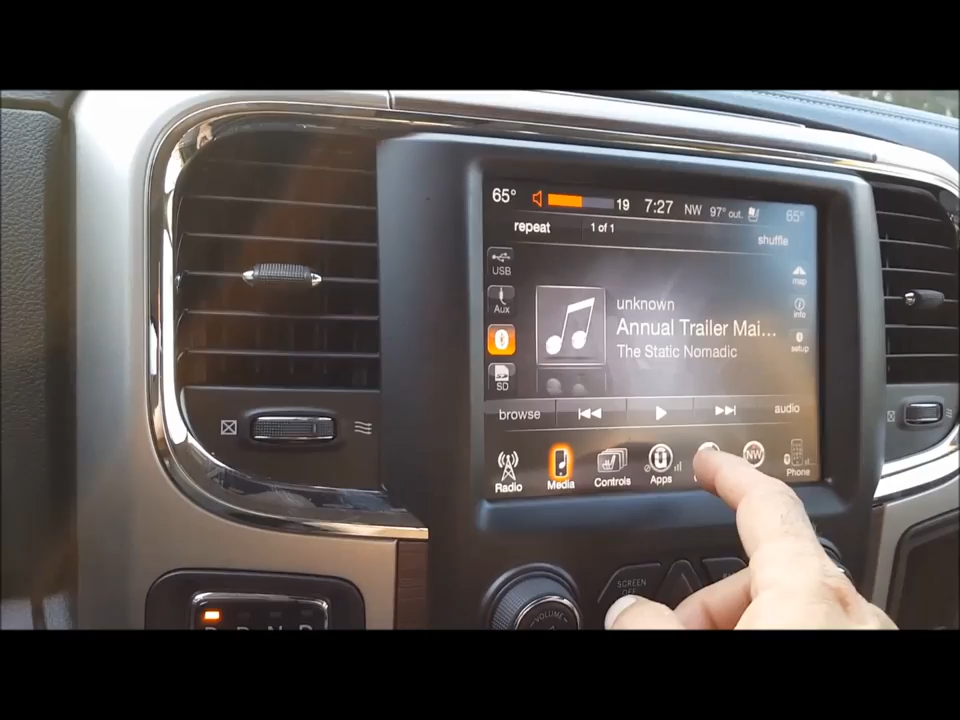 65° 19 7:27 NW 97° out 65°
repeat 1 of 1 shuffle
USB
Aux
SD
unknown
Annual Trailer Mai...
The Static Nomadic
map
info
setup
browse audio
Radio Media Controls Apps NW Phone
SCREEN OFF
VOLUME
R N D